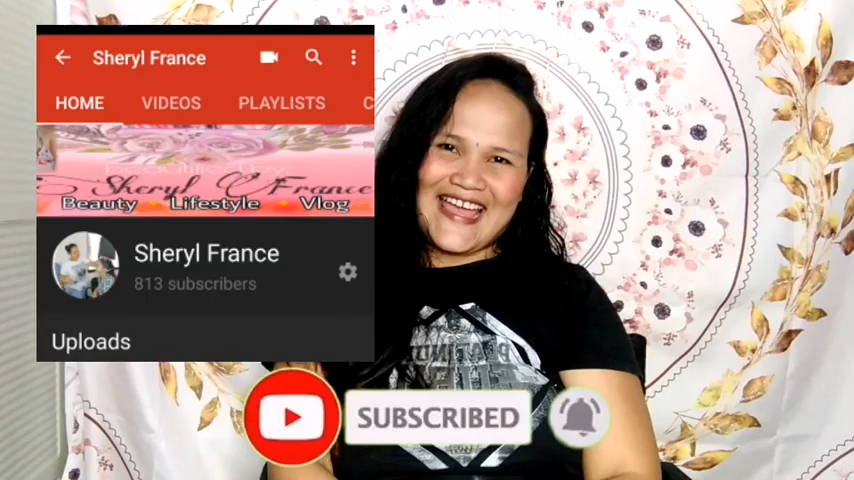 Sheryl France
HOME VIDEOS PLAYLISTS C
Sheryl France
Beauty Lifestyle Vlog
Sheryl France
813 subscribers
Uploads
SUBSCRIBED